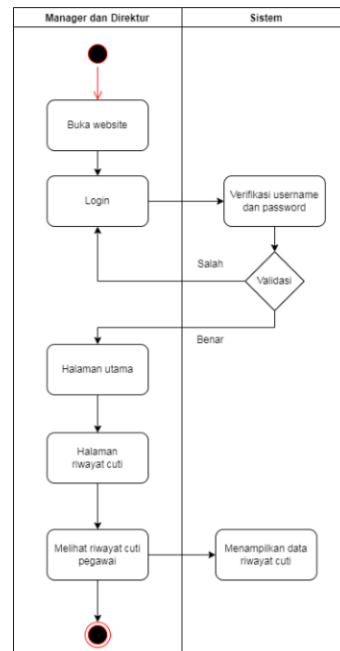 Manager dan Direktur
Sistem
Buka website
Login
Verifikasi username
dan password
Salah
Validasi
Benar
Halaman utama
Halaman
riwayat cuti
Melihat riwayat cuti
pegawai
Menampilkan data
riwayat cuti